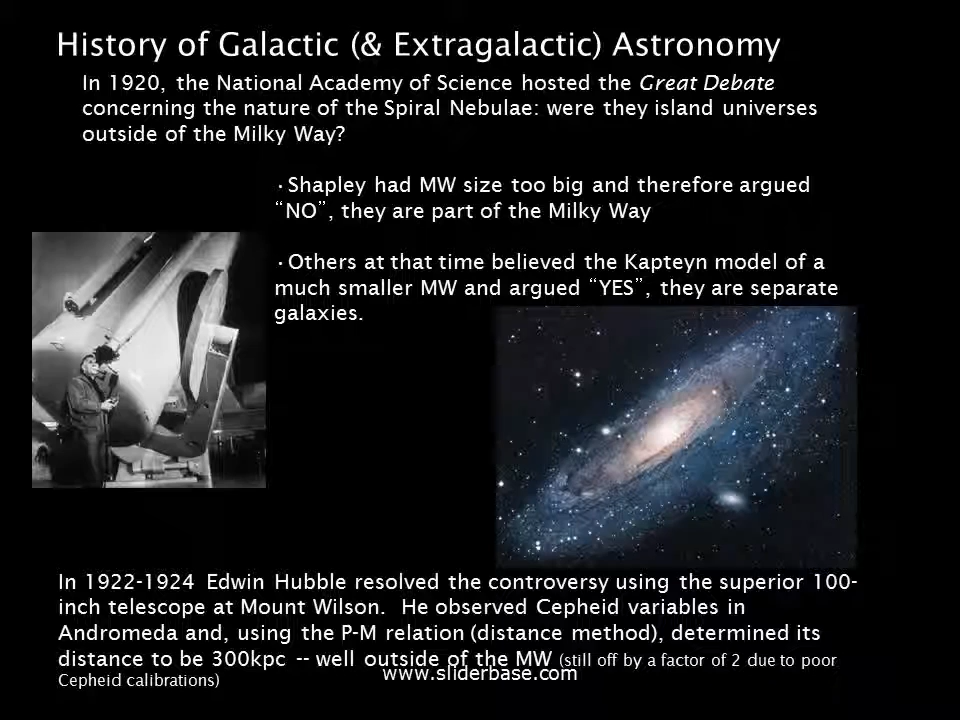 History of Galactic (& Extragalactic) Astronomy
In 1920, the National Academy of Science hosted the Great Debate
concerning the nature of the Spiral Nebulae: were they island universes
outside of the Milky Way?
·Shapley had MW size too big and therefore argued
“NO”, they are part of the Milky Way
·Others at that time believed the Kapteyn model of a
much smaller MW and argued “YES”, they are separate
galaxies.
In 1922-1924 Edwin Hubble resolved the controversy using the superior 100-
inch telescope at Mount Wilson. He observed Cepheid variables in
Andromeda and, using the P-M relation (distance method), determined its
distance to be 300kpc -- well outside of the MW (still off by a factor of 2 due to poor
Cepheid calibrations)
www.sliderbase.com